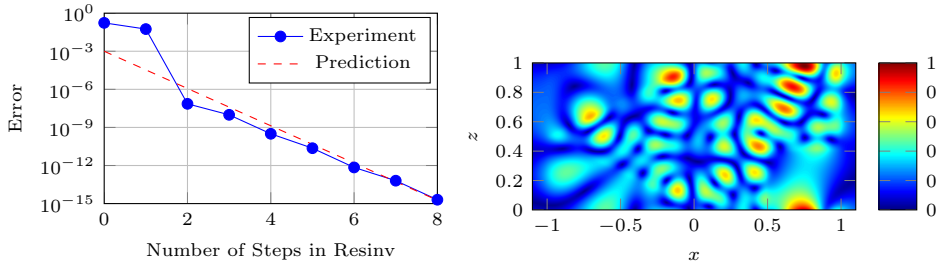 10^0
10^−3
10^−6
10^−9
10^−12
10^−15
Error
Experiment
Prediction
0 2 4 6 8
Number of Steps in Resinv
1
0.8
0.6
0.4
0.2
0
z
−1 −0.5 0 0.5 1
x
1
0
0
0
0
0